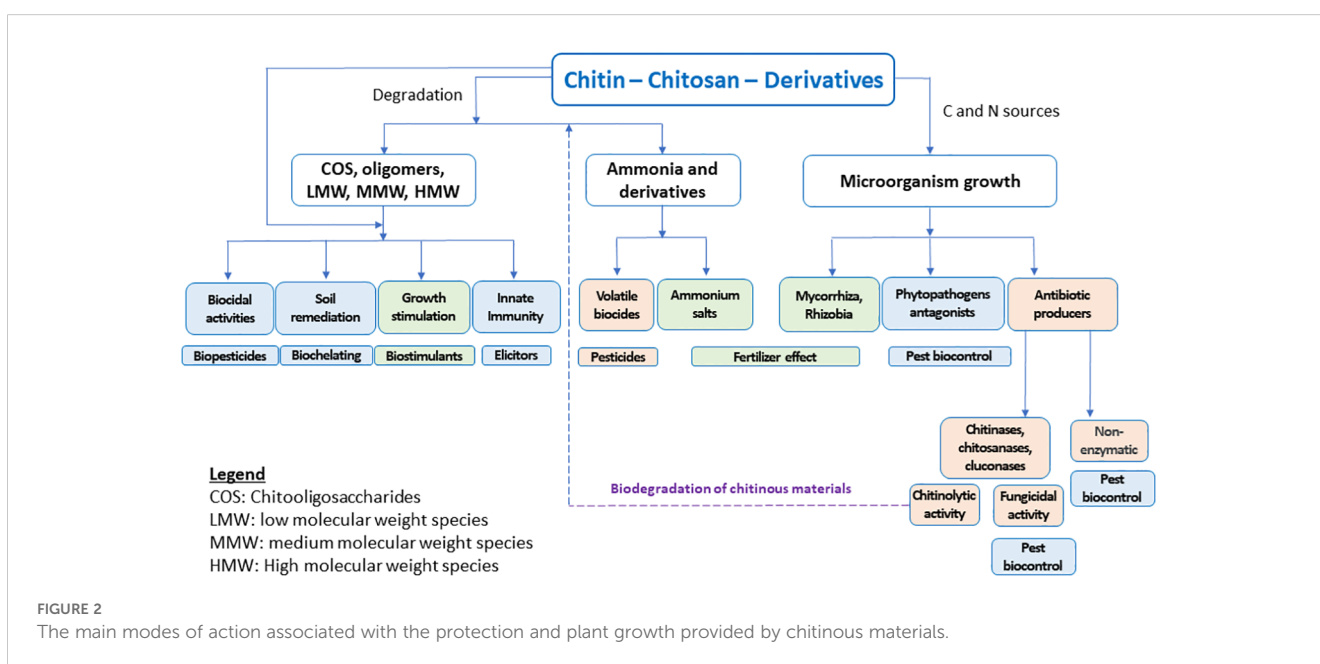 Chitin – Chitosan – Derivatives
Degradation
C and N sources
COS, oligomers,
LMW, MMW, HMW
Ammonia and
derivatives
Microorganism growth
Biocidal
activities
Soil
remediation
Growth
stimulation
Innate
Immunity
Volatile
biocides
Ammonium
salts
Mycorrhiza,
Rhizobia
Phytopathogens
antagonists
Antibiotic
producers
Biopesticides
Biochelating
Biostimulants
Elicitors
Pesticides
Fertilizer effect
Pest biocontrol
Chitinases,
chitosanases,
cluconases
Non-
enzymatic
Chitinolytic
activity
Fungicidal
activity
Pest
biocontrol
Pest
biocontrol
Biodegradation of chitinous materials
Legend
COS: Chitooligosaccharides
LMW: low molecular weight species
MMW: medium molecular weight species
HMW: High molecular weight species
FIGURE 2
The main modes of action associated with the protection and plant growth provided by chitinous materials.